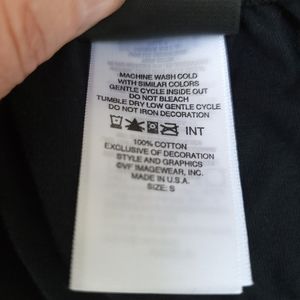 MACHINE WASH COLD
WITH SIMILAR COLORS
GENTLE CYCLE INSIDE OUT
DO NOT BLEACH
TUMBLE DRY LOW GENTLE CYCLE
DO NOT IRON DECORATION
INT
100% COTTON
EXCLUSIVE OF DECORATION
STYLE AND GRAPHICS
©VF IMAGEWEAR, INC.
MADE IN U.S.A.
SIZE: S